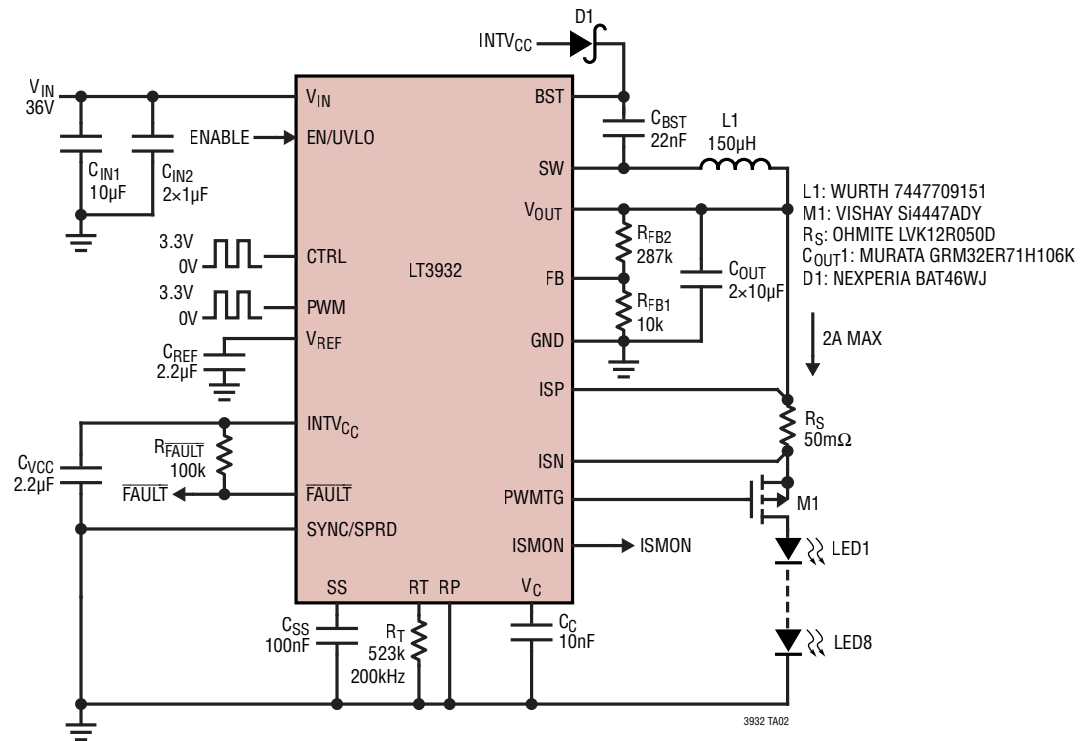 D1
INTVCC
VIN
36V
VIN
BST
CBST
22nF
L1
150µH
ENABLE
EN/UVLO
CIN1
10µF
CIN2
2×1µF
SW
VOUT
L1: WURTH 7447709151
M1: VISHAY Si4447ADY
RS: OHMITE LVK12R050D
COUT1: MURATA GRM32ER71H106K
D1: NEXPERIA BAT46WJ
3.3V
0V
CTRL
LT3932
RFB2
287k
FB
COUT
2×10µF
3.3V
0V
PWM
RFB1
10k
VREF
CREF
2.2µF
GND
2A MAX
ISP
INTVCC
RFAULT
100k
RS
50mΩ
CVCC
2.2µF
ISN
FAULT
FAULT
PWMTG
M1
SYNC/SPRD
ISMON
ISMON
LED1
SS
RT
RP
VC
CSS
100nF
RT
523k
200kHz
CC
10nF
LED8
3932 TA02